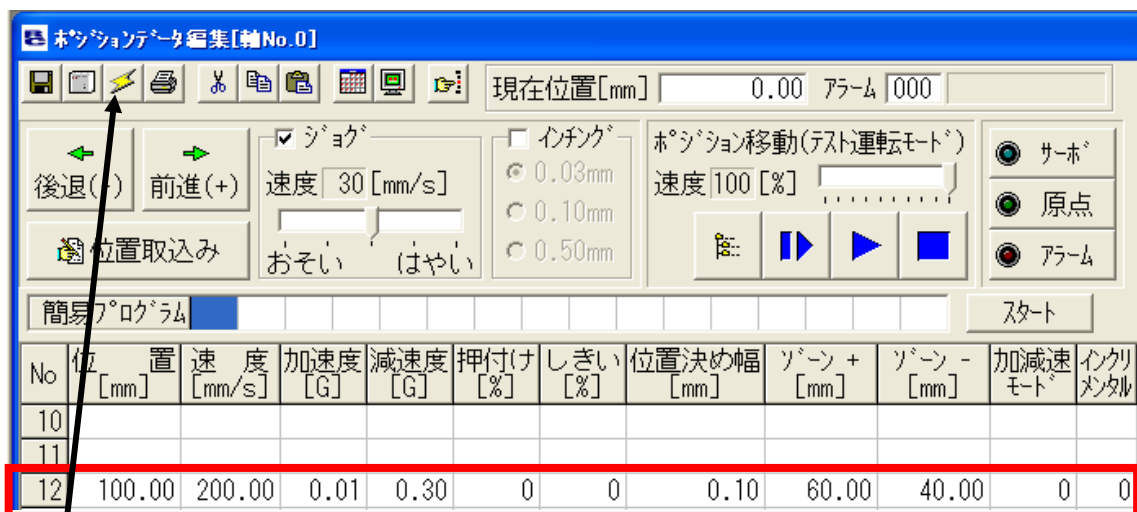 ﾎﾟｼﾞｼｮﾝﾃﾞｰﾀ編集[軸No.0]
現在位置[mm] 0.00 ｱﾗｰﾑ 000
後退(-) 前進(+)
位置取込み
ｼﾞｮｸﾞ
速度 30 [mm/s]
おそい はやい
ｲﾝﾁﾝｸﾞ
0.03mm
0.10mm
0.50mm
ﾎﾟｼﾞｼｮﾝ移動(ﾃｽﾄ運転ﾓｰﾄﾞ)
速度 100 [%]
ｻｰﾎﾞ
原点
ｱﾗｰﾑ
簡易ﾌﾟﾛｸﾞﾗﾑ ｽﾀｰﾄ
No 位置[mm] 速度[mm/s] 加速度[G] 減速度[G] 押付け[%] しきい[%] 位置決め幅[mm] ｿﾞｰﾝ +[mm] ｿﾞｰﾝ -[mm] 加減速ﾓｰﾄﾞ ｲﾝｸﾘﾒﾝﾀﾙ
10
11
12 100.00 200.00 0.01 0.30 0 0 0.10 60.00 40.00 0 0